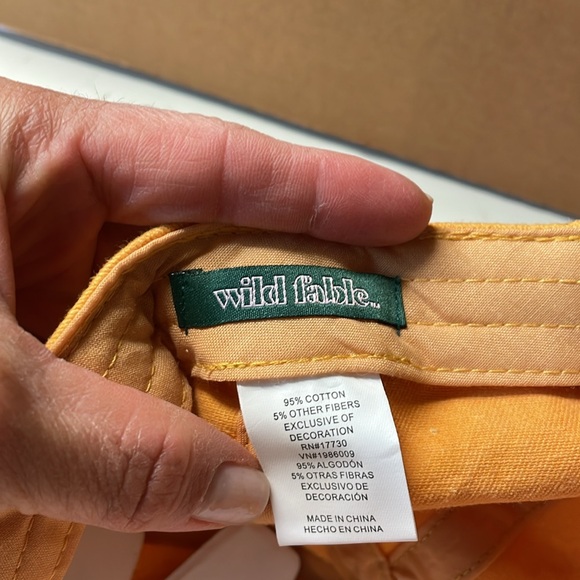 wild fable™
95% COTTON
5% OTHER FIBERS
EXCLUSIVE OF
DECORATION
RN#17730
VN#1986009
95% ALGODÓN
5% OTRAS FIBRAS
EXCLUSIVO DE
DECORACIÓN
MADE IN CHINA
HECHO EN CHINA